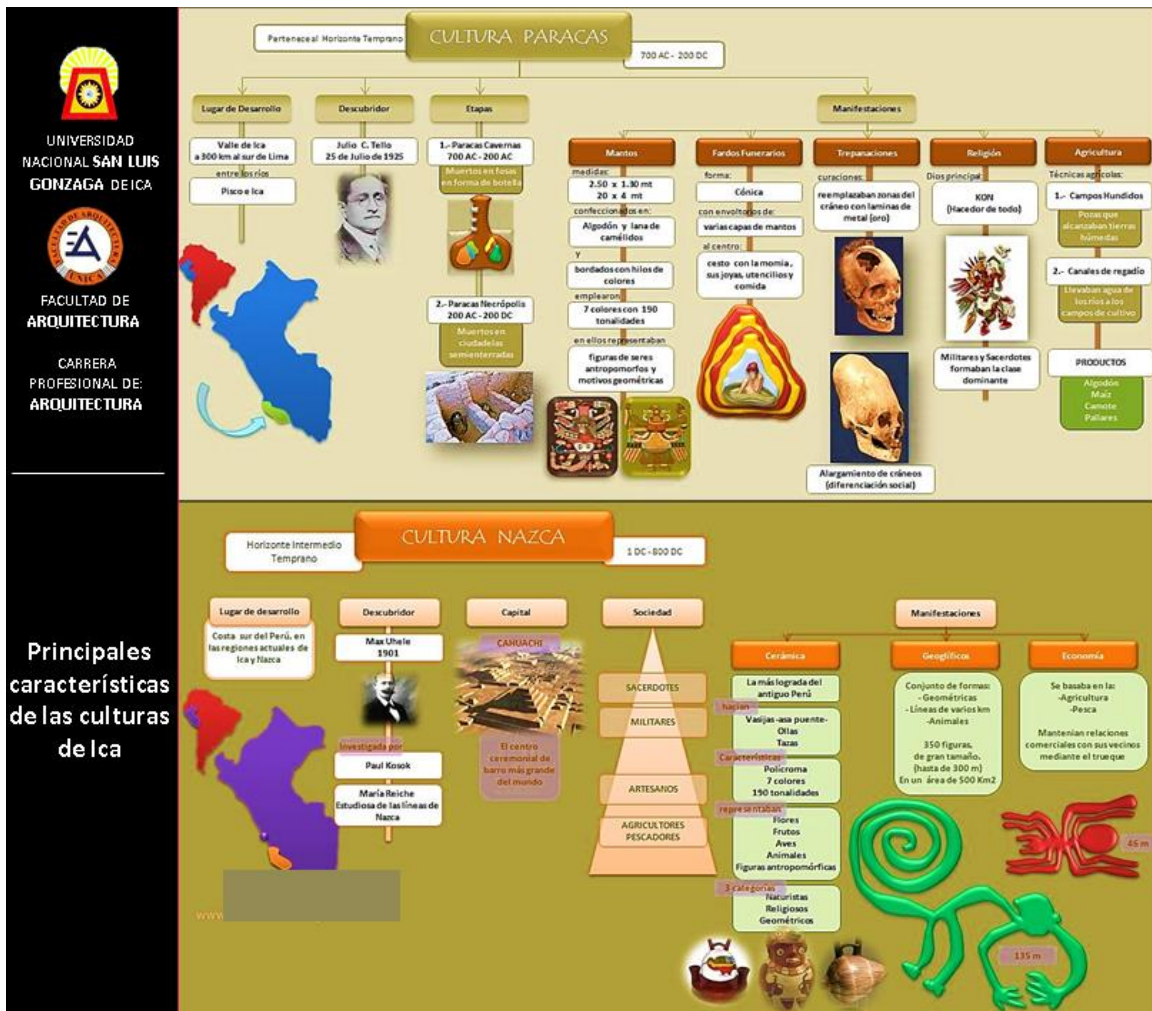 UNIVERSIDAD
NACIONAL SAN LUIS
GONZAGA DE ICA
FACULTAD DE ARQUITECTURA
UNICA
FACULTAD DE
ARQUITECTURA
CARRERA
PROFESIONAL DE:
ARQUITECTURA
Principales
características
de las culturas
de Ica
Pertenece al Horizonte Temprano
CULTURA PARACAS
700 AC - 200 DC
Lugar de Desarrollo
Valle de Ica
a 300 km al sur de Lima
entre los ríos
Pisco e Ica
Descubridor
Julio C. Tello
25 de Julio de 1925
Etapas
1.- Paracas Cavernas
700 AC - 200 AC
Muertos en fosas
en forma de botella
2.- Paracas Necrópolis
200 AC - 200 DC
Muertos en
ciudadelas
semienterradas
Manifestaciones
Mantos
medidas:
2.50 x 1.30 mt
20 x 4 mt
confeccionados en:
Algodón y lana de
camélidos
y
bordados con hilos de
colores
emplearon
7 colores con 190
tonalidades
en ellos representaban
figuras de seres
antropomorfos y
motivos geométricas
Fardos Funerarios
forma:
Cónica
con envoltorios de:
varias capas de mantos
al centro:
cesto con la momia ,
sus joyas, utencilios y
comida
Trepanaciones
curaciones:
reemplazaban zonas del
cráneo con laminas de
metal (oro)
Alargamiento de cráneos
(diferenciación social)
Religión
Dios principal:
KON
(Hacedor de todo)
Militares y Sacerdotes
formaban la clase
dominante
Agricultura
Técnicas agrícolas:
1.- Campos Hundidos
Pozas que
alcanzaban tierras
húmedas
2.- Canales de regadío
Llevaban agua de
los ríos a los
campos de cultivo
PRODUCTOS
Algodón
Maíz
Camote
Pallares
Horizonte Intermedio
Temprano
CULTURA NAZCA
1 DC - 800 DC
Lugar de desarrollo
Costa sur del Perú, en
las regiones actuales de
Ica y Nazca
www.
Descubridor
Max Uhele
1901
Investigada por
Paul Kosok
María Reiche
Estudiosa de las líneas de
Nazca
Capital
CAHUACHI
El centro
ceremonial de
barro más grande
del mundo
Sociedad
SACERDOTES
MILITARES
ARTESANOS
AGRICULTORES
PESCADORES
Manifestaciones
Cerámica
La más lograda del
antiguo Perú
hacían
Vasijas -asa puente-
Ollas
Tazas
Características
Polícroma
7 colores
190 tonalidades
representaban
Flores
Frutos
Aves
Animales
Figuras antropomórficas
3 categorías
Naturistas
Religiosos
Geométricos
Geoglíficos
Conjunto de formas:
- Geométricas
- Líneas de varios km
-Animales
350 figuras,
de gran tamaño.
(hasta de 300 m)
En un área de 500 Km2
Economía
Se basaba en la:
-Agricultura
-Pesca
Mantenían relaciones
comerciales con sus vecinos
mediante el trueque
46 m
135 m